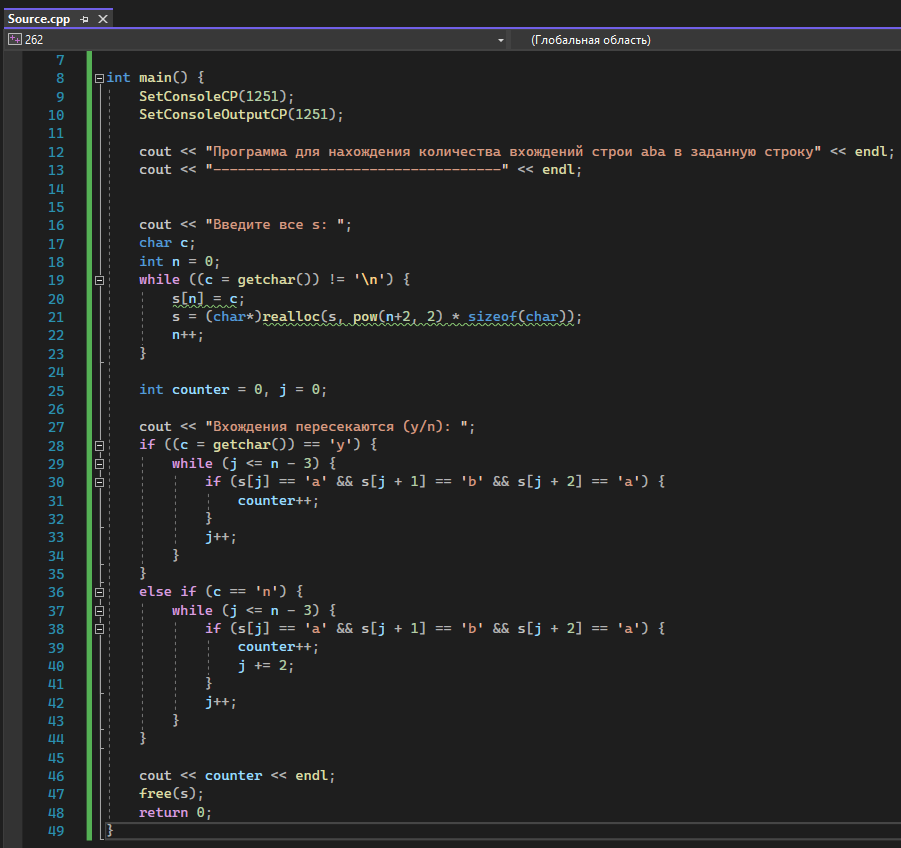 Source.cpp
262 (Глобальная область)
7
8 int main() {
9 SetConsoleCP(1251);
10 SetConsoleOutputCP(1251);
11
12 cout << "Программа для нахождения количества вхождений строи aba в заданную строку" << endl;
13 cout << "-----------------------------------" << endl;
14
15
16 cout << "Введите все s: ";
17 char c;
18 int n = 0;
19 while ((c = getchar()) != '\n') {
20 s[n] = c;
21 s = (char*)realloc(s, pow(n+2, 2) * sizeof(char));
22 n++;
23 }
24
25 int counter = 0, j = 0;
26
27 cout << "Вхождения пересекаются (y/n): ";
28 if ((c = getchar()) == 'y') {
29 while (j <= n - 3) {
30 if (s[j] == 'a' && s[j + 1] == 'b' && s[j + 2] == 'a') {
31 counter++;
32 }
33 j++;
34 }
35 }
36 else if (c == 'n') {
37 while (j <= n - 3) {
38 if (s[j] == 'a' && s[j + 1] == 'b' && s[j + 2] == 'a') {
39 counter++;
40 j += 2;
41 }
42 j++;
43 }
44 }
45
46 cout << counter << endl;
47 free(s);
48 return 0;
49 }